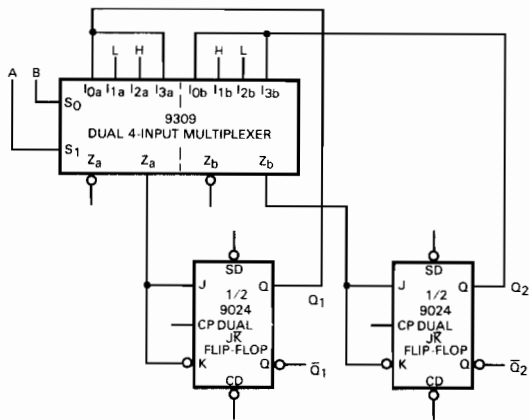 L H H L
A B I0a I1a I2a I3a I0b I1b I2b I3b
S0 9309
DUAL 4-INPUT MULTIPLEXER
S1 Za Za Zb Zb
SD SD
J Q Q1 J Q Q2
1/2 1/2
9024 9024
CP DUAL CP DUAL
JK̅ JK̅
FLIP-FLOP FLIP-FLOP
K Q Q̅1 K Q Q̅2
CD CD